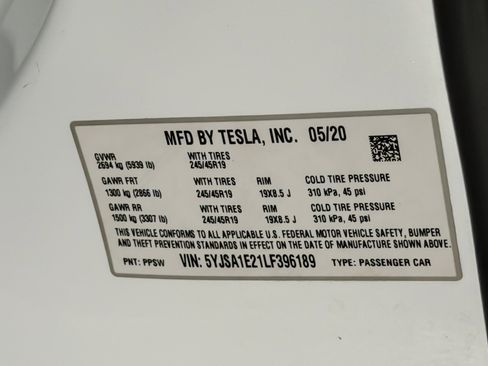 MFD BY TESLA, INC. 05/20
GVWR WITH TIRES
2694 kg (5939 lb) 245/45R19
GAWR FRT WITH TIRES RIM COLD TIRE PRESSURE
1300 kg (2866 lb) 245/45R19 19X8.5 J 310 kPa, 45 psi
GAWR RR WITH TIRES RIM COLD TIRE PRESSURE
1500 kg (3307 lb) 245/45R19 19X8.5 J 310 kPa, 45 psi
THIS VEHICLE CONFORMS TO ALL APPLICABLE U.S. FEDERAL MOTOR VEHICLE SAFETY, BUMPER
AND THEFT PREVENTION STANDARDS IN EFFECT ON THE DATE OF MANUFACTURE SHOWN ABOVE.
PNT: PPSW VIN: 5YJSA1E21LF396189 TYPE: PASSENGER CAR